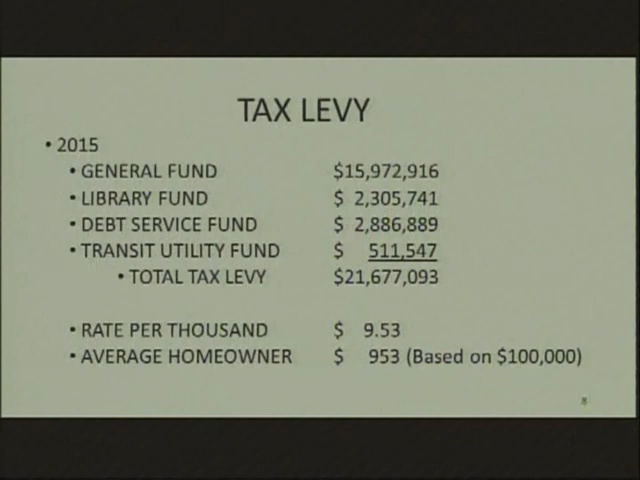 TAX LEVY
• 2015
• GENERAL FUND $15,972,916
• LIBRARY FUND $ 2,305,741
• DEBT SERVICE FUND $ 2,886,889
• TRANSIT UTILITY FUND $ 511,547
• TOTAL TAX LEVY $21,677,093
• RATE PER THOUSAND $ 9.53
• AVERAGE HOMEOWNER $ 953 (Based on $100,000)
8